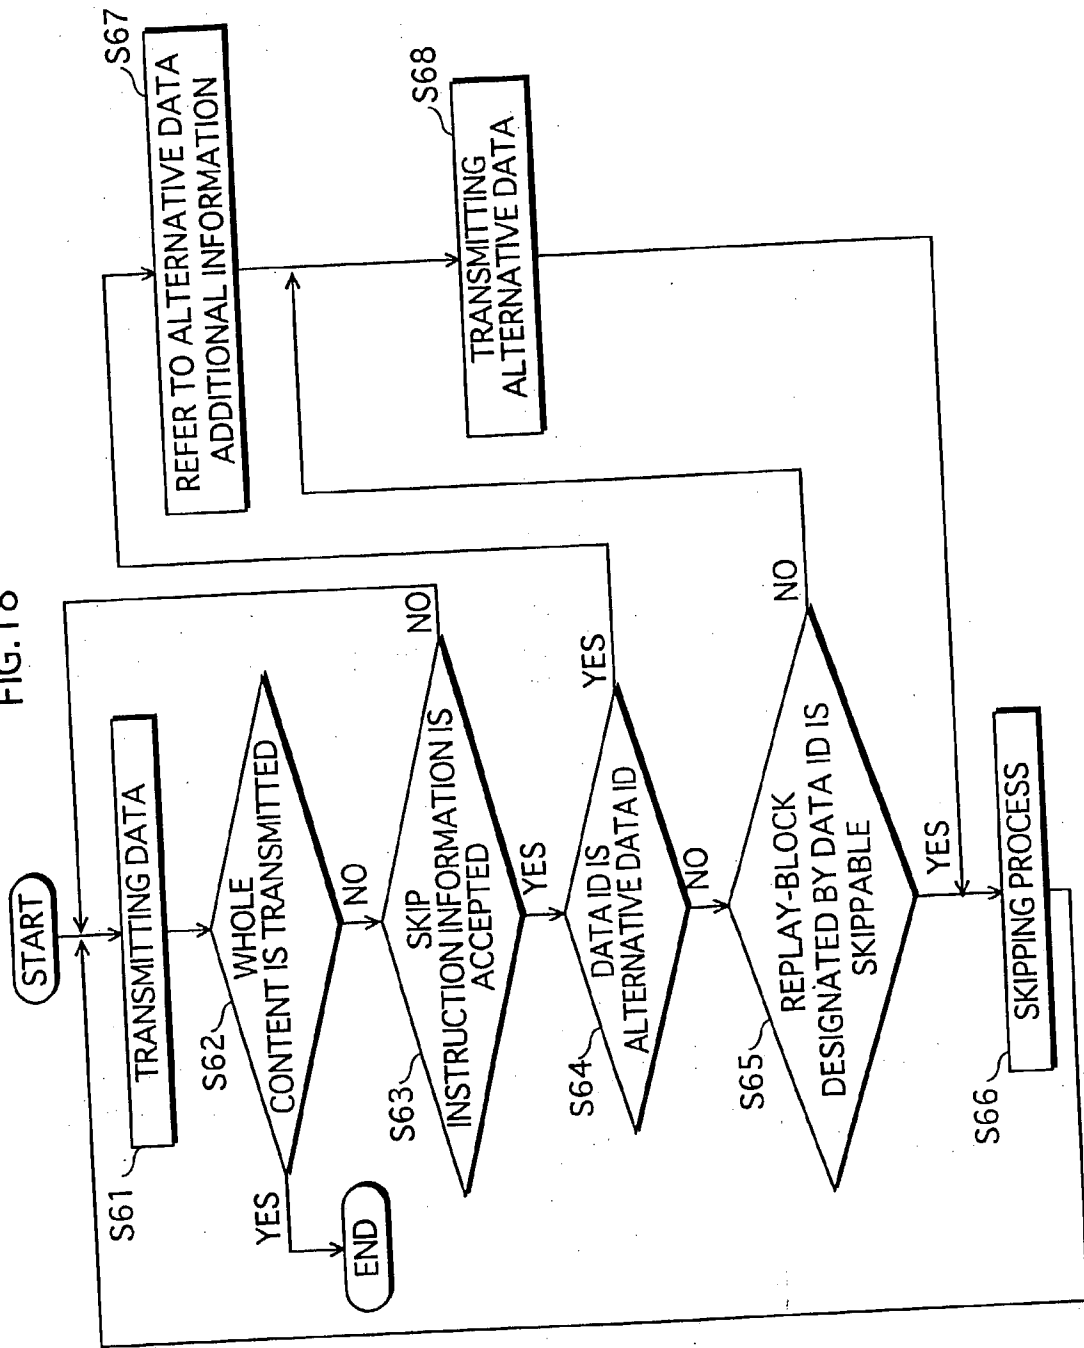 FIG.18
START
S61
TRANSMITTING DATA
S62
WHOLE
CONTENT IS TRANSMITTED
YES
NO
END
S63
SKIP
INSTRUCTION INFORMATION IS
ACCEPTED
NO
YES
S64
DATA ID IS
ALTERNATIVE DATA ID
YES
NO
S65
REPLAY-BLOCK
DESIGNATED BY DATA ID IS
SKIPPABLE
NO
YES
S66
SKIPPING PROCESS
S67
REFER TO ALTERNATIVE DATA
ADDITIONAL INFORMATION
S68
TRANSMITTING
ALTERNATIVE DATA